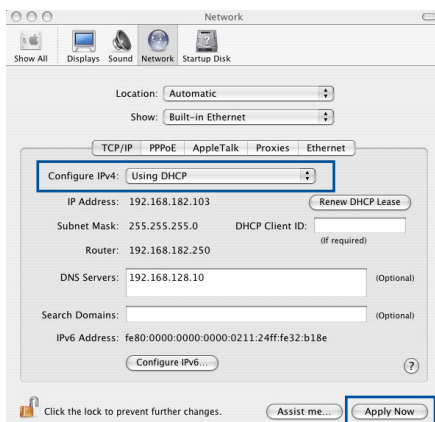 Network
Show All Displays Sound Network Startup Disk
Location: Automatic
Show: Built-in Ethernet
TCP/IP PPPoE AppleTalk Proxies Ethernet
Configure IPv4: Using DHCP
IP Address: 192.168.182.103 Renew DHCP Lease
Subnet Mask: 255.255.255.0 DHCP Client ID:
(If required)
Router: 192.168.182.250
DNS Servers: 192.168.128.10 (Optional)
Search Domains: (Optional)
IPv6 Address: fe80:0000:0000:0000:0211:24ff:fe32:b18e
Configure IPv6... ?
Click the lock to prevent further changes. Assist me... Apply Now